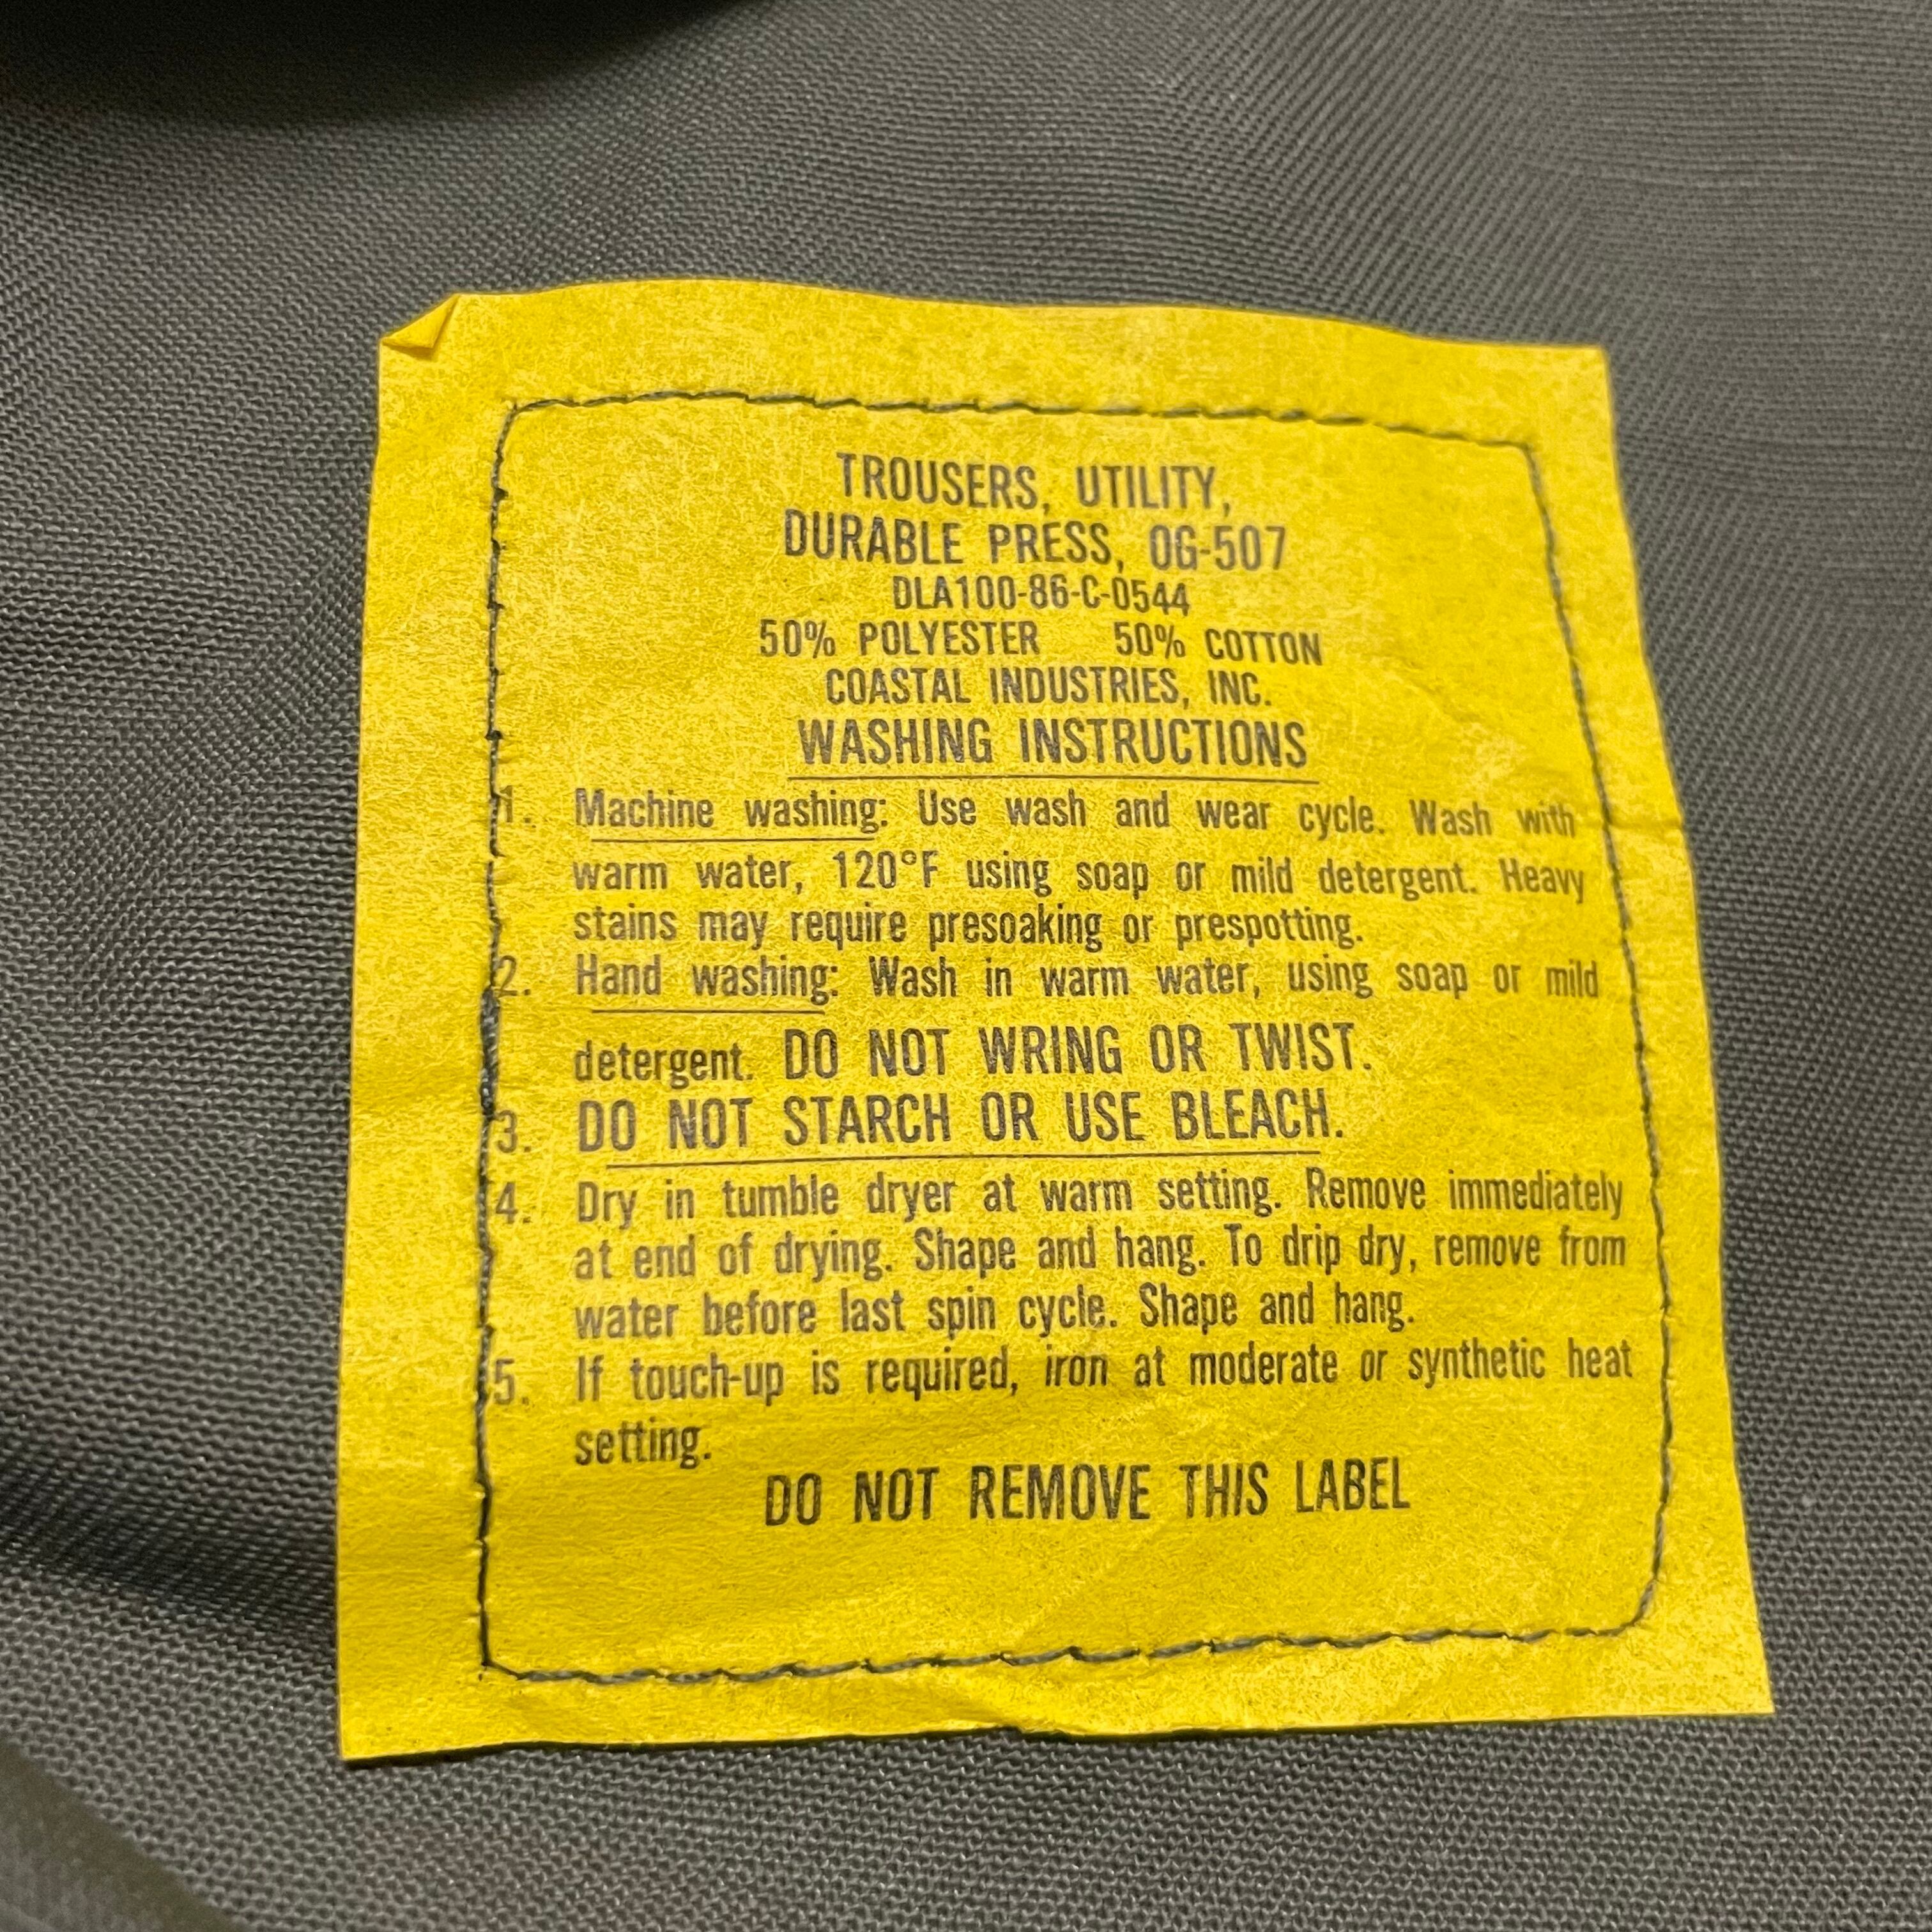 TROUSERS, UTILITY,
DURABLE PRESS, OG-507
DLA100-86-C-0544
50% POLYESTER 50% COTTON
COASTAL INDUSTRIES, INC.
WASHING INSTRUCTIONS
1. Machine washing: Use wash and wear cycle. Wash with
warm water, 120°F using soap or mild detergent. Heavy
stains may require presoaking or prespotting.
2. Hand washing: Wash in warm water, using soap or mild
detergent. DO NOT WRING OR TWIST.
3. DO NOT STARCH OR USE BLEACH.
4. Dry in tumble dryer at warm setting. Remove immediately
at end of drying. Shape and hang. To drip dry, remove from
water before last spin cycle. Shape and hang.
5. If touch-up is required, iron at moderate or synthetic heat
setting.
DO NOT REMOVE THIS LABEL